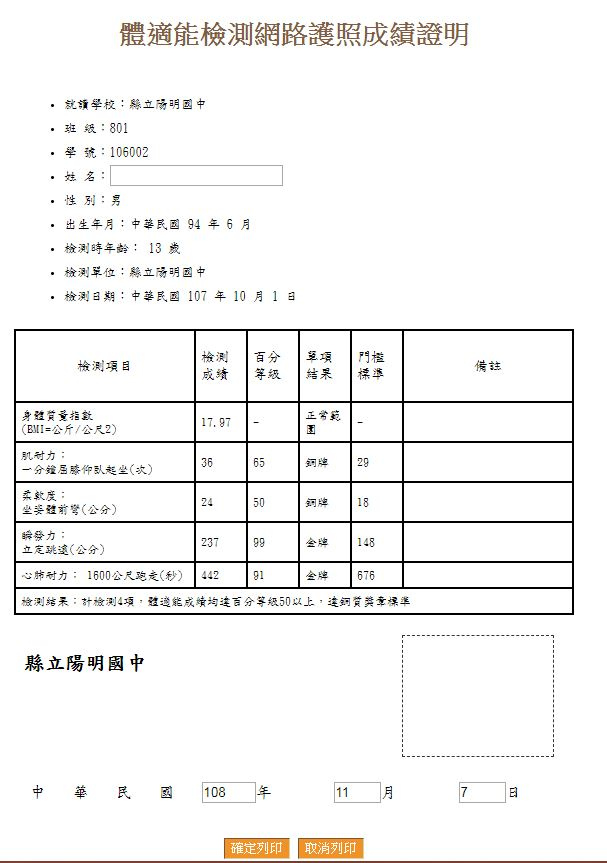 體適能檢測網路護照成績證明
• 就讀學校：縣立陽明國中
• 班 級：801
• 學 號：106002
• 姓 名：
• 性 別：男
• 出生年月：中華民國 94 年 6 月
• 檢測時年齡： 13 歲
• 檢測單位：縣立陽明國中
• 檢測日期：中華民國 107 年 10 月 1 日
檢測項目 檢測成績 百分等級 單項結果 門檻標準 備註
身體質量指數
(BMI=公斤/公尺2) 17.97 - 正常範圍 -
肌耐力：
一分鐘屈膝仰臥起坐(次) 36 65 銅牌 29
柔軟度：
坐姿體前彎(公分) 24 50 銅牌 18
瞬發力：
立定跳遠(公分) 237 99 金牌 148
心肺耐力： 1600公尺跑走(秒) 442 91 金牌 676
檢測結果：計檢測4項，體適能成績均達百分等級50以上，達銅質獎章標準
縣立陽明國中
中 華 民 國 108 年 11 月 7 日
確定列印 取消列印